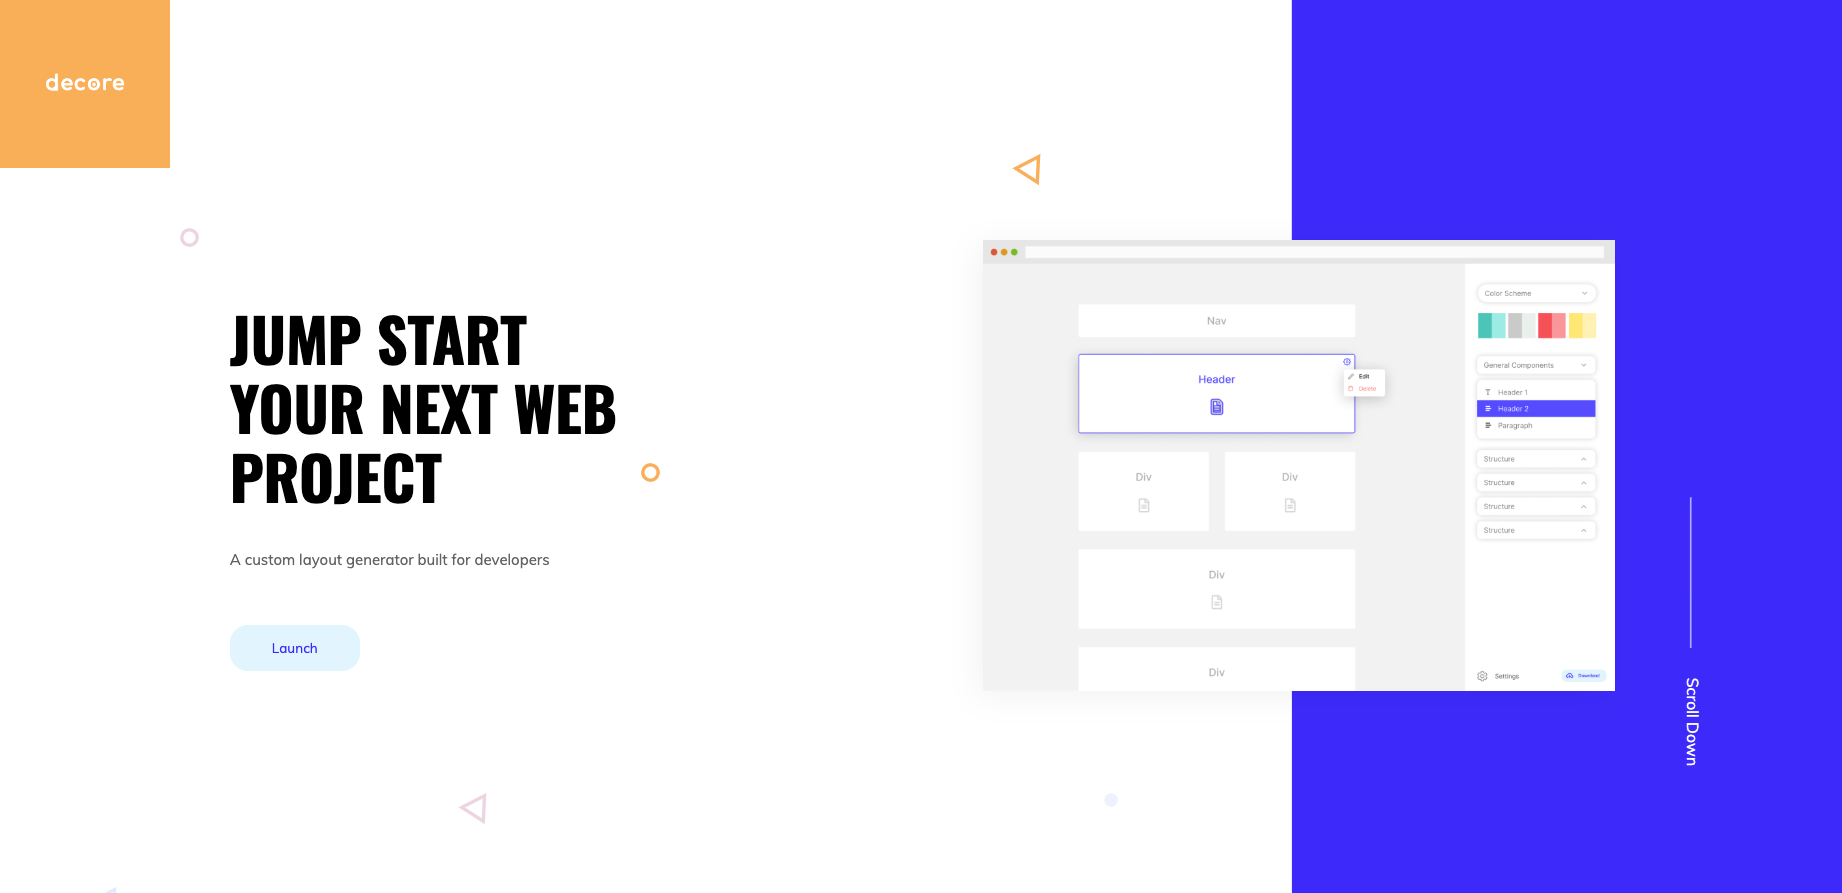 decore
JUMP START
YOUR NEXT WEB
PROJECT
A custom layout generator built for developers
Launch
Nav
Header
Edit
Delete
Div
Div
Div
Div
Color Scheme
General Components
Header 1
Header 2
Paragraph
Structure
Structure
Structure
Structure
Settings
Download
Scroll Down